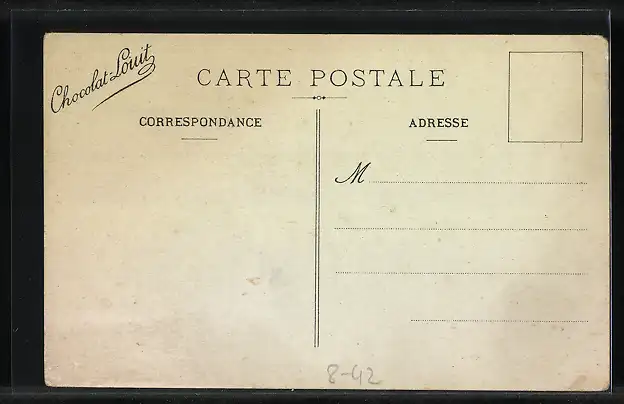 Chocolat-Louit
CARTE POSTALE
CORRESPONDANCE
ADRESSE
M
8-42